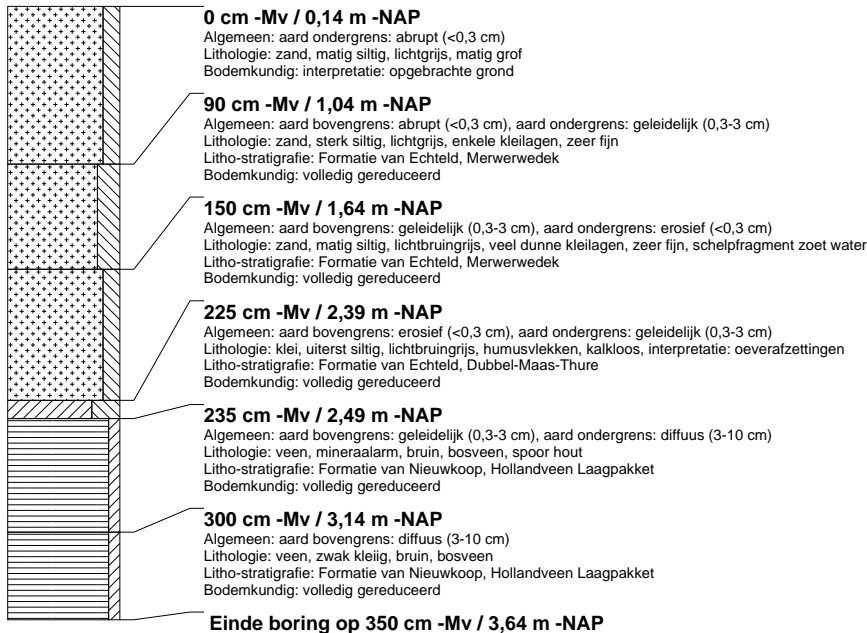 0 cm -Mv / 0,14 m -NAP
Algemeen: aard ondergrens: abrupt (<0,3 cm)
Lithologie: zand, matig siltig, lichtgrijs, matig grof
Bodemkundig: interpretatie: opgebrachte grond
90 cm -Mv / 1,04 m -NAP
Algemeen: aard bovengrens: abrupt (<0,3 cm), aard ondergrens: geleidelijk (0,3-3 cm)
Lithologie: zand, sterk siltig, lichtgrijs, enkele kleilagen, zeer fijn
Litho-stratigrafie: Formatie van Echteld, Merwerwedek
Bodemkundig: volledig gereduceerd
150 cm -Mv / 1,64 m -NAP
Algemeen: aard bovengrens: geleidelijk (0,3-3 cm), aard ondergrens: erosief (<0,3 cm)
Lithologie: zand, matig siltig, lichtbruingrijs, veel dunne kleilagen, zeer fijn, schelpfragment zoet water
Litho-stratigrafie: Formatie van Echteld, Merwerwedek
Bodemkundig: volledig gereduceerd
225 cm -Mv / 2,39 m -NAP
Algemeen: aard bovengrens: erosief (<0,3 cm), aard ondergrens: geleidelijk (0,3-3 cm)
Lithologie: klei, uiterst siltig, lichtbruingrijs, humusvlekken, kalkloos, interpretatie: oeverafzettingen
Litho-stratigrafie: Formatie van Echteld, Dubbel-Maas-Thure
Bodemkundig: volledig gereduceerd
235 cm -Mv / 2,49 m -NAP
Algemeen: aard bovengrens: geleidelijk (0,3-3 cm), aard ondergrens: diffuus (3-10 cm)
Lithologie: veen, mineraalarm, bruin, bosveen, spoor hout
Litho-stratigrafie: Formatie van Nieuwkoop, Hollandveen Laagpakket
Bodemkundig: volledig gereduceerd
300 cm -Mv / 3,14 m -NAP
Algemeen: aard bovengrens: diffuus (3-10 cm)
Lithologie: veen, zwak kleiig, bruin, bosveen
Litho-stratigrafie: Formatie van Nieuwkoop, Hollandveen Laagpakket
Bodemkundig: volledig gereduceerd
Einde boring op 350 cm -Mv / 3,64 m -NAP